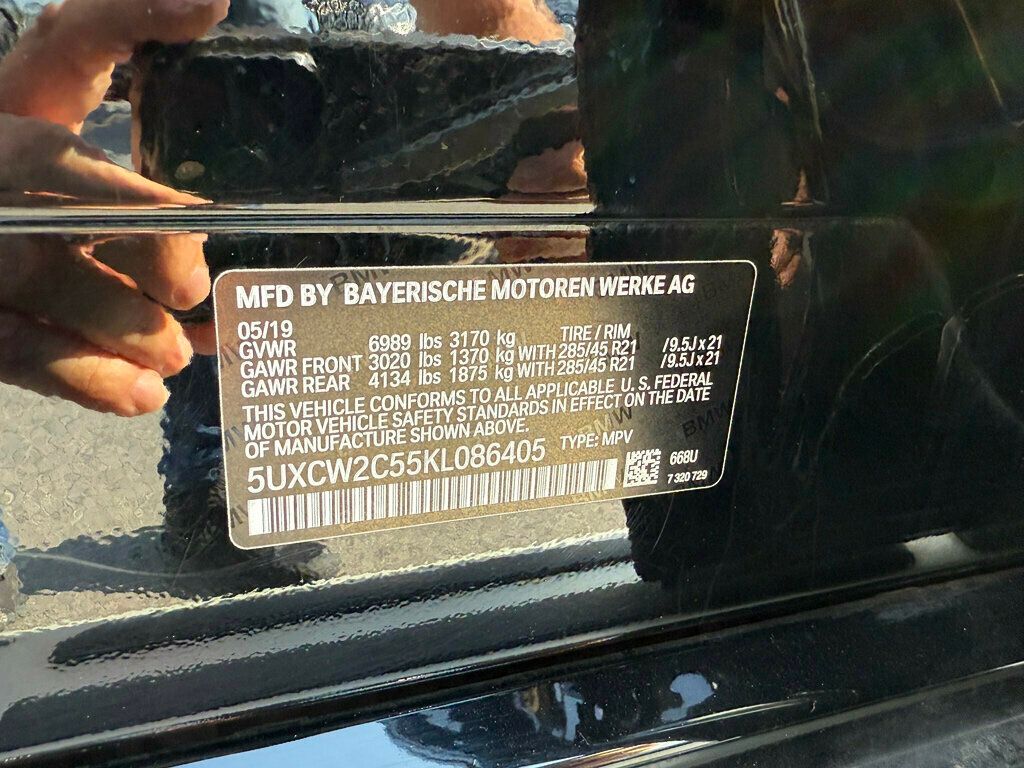 MFD BY BAYERISCHE MOTOREN WERKE AG
05/19
GVWR 6989 lbs 3170 kg TIRE / RIM
GAWR FRONT 3020 lbs 1370 kg WITH 285/45 R21 /9.5J x 21
GAWR REAR 4134 lbs 1875 kg WITH 285/45 R21 /9.5J x 21
THIS VEHICLE CONFORMS TO ALL APPLICABLE U.S. FEDERAL
MOTOR VEHICLE SAFETY STANDARDS IN EFFECT ON THE DATE
OF MANUFACTURE SHOWN ABOVE.
5UXCW2C55KL086405 TYPE: MPV
668U
7 320 729